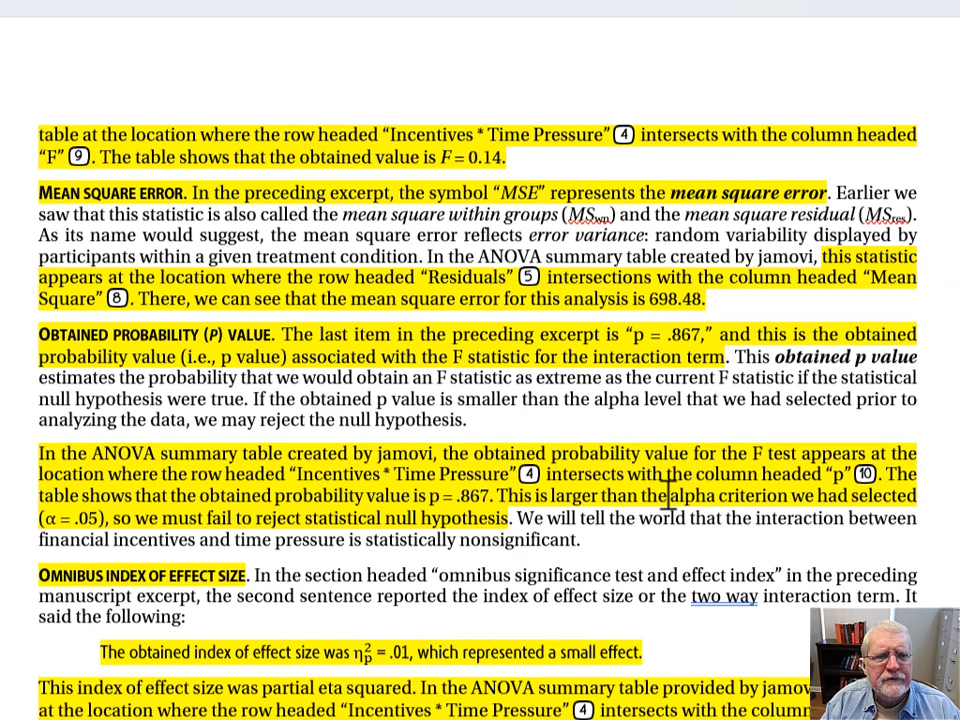 table at the location where the row headed “Incentives * Time Pressure” ④ intersects with the column headed
“F” ⑨. The table shows that the obtained value is F = 0.14.
MEAN SQUARE ERROR. In the preceding excerpt, the symbol “MSE” represents the mean square error. Earlier we
saw that this statistic is also called the mean square within groups (MSwn) and the mean square residual (MSres).
As its name would suggest, the mean square error reflects error variance: random variability displayed by
participants within a given treatment condition. In the ANOVA summary table created by jamovi, this statistic
appears at the location where the row headed “Residuals” ⑤ intersections with the column headed “Mean
Square” ⑧. There, we can see that the mean square error for this analysis is 698.48.
OBTAINED PROBABILITY (P) VALUE. The last item in the preceding excerpt is “p = .867,” and this is the obtained
probability value (i.e., p value) associated with the F statistic for the interaction term. This obtained p value
estimates the probability that we would obtain an F statistic as extreme as the current F statistic if the statistical
null hypothesis were true. If the obtained p value is smaller than the alpha level that we had selected prior to
analyzing the data, we may reject the null hypothesis.
In the ANOVA summary table created by jamovi, the obtained probability value for the F test appears at the
location where the row headed “Incentives * Time Pressure” ④ intersects with the column headed “p” ⑩. The
table shows that the obtained probability value is p = .867. This is larger than the alpha criterion we had selected
(α = .05), so we must fail to reject statistical null hypothesis. We will tell the world that the interaction between
financial incentives and time pressure is statistically nonsignificant.
OMNIBUS INDEX OF EFFECT SIZE. In the section headed “omnibus significance test and effect index” in the preceding
manuscript excerpt, the second sentence reported the index of effect size or the two way interaction term. It
said the following:
The obtained index of effect size was η²p = .01, which represented a small effect.
This index of effect size was partial eta squared. In the ANOVA summary table provided by jamov
at the location where the row headed “Incentives * Time Pressure” ④ intersects with the column